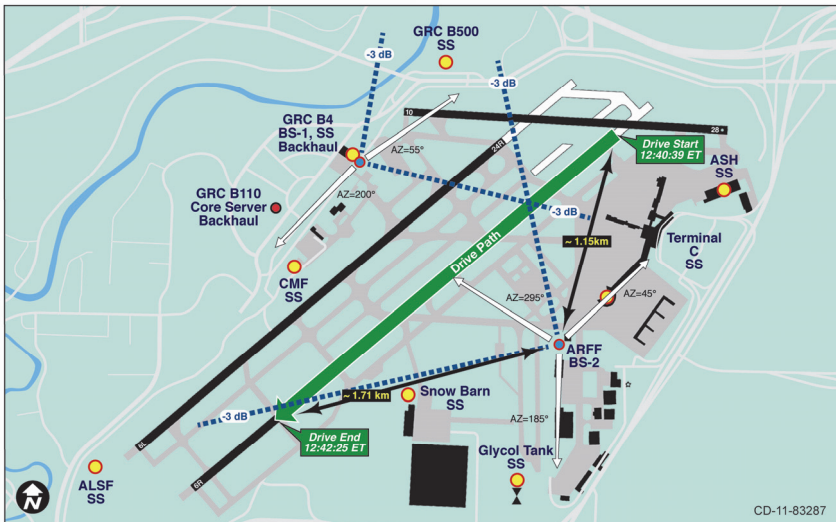 GRC B500
SS
-3 dB
-3 dB
GRC B4
BS-1, SS
Backhaul
10
28
24R
Drive Start
12:40:39 ET
AZ=55°
ASH
SS
AZ=200°
GRC B110
Core Server
Backhaul
-3 dB
Terminal
C
SS
~ 1.15km
Drive Path
CMF
SS
AZ=295°
AZ=45°
ARFF
BS-2
~ 1.71 km
Snow Barn
SS
-3 dB
AZ=185°
Drive End
12:42:25 ET
6L
Glycol Tank
SS
ALSF
SS
6R
N
CD-11-83287